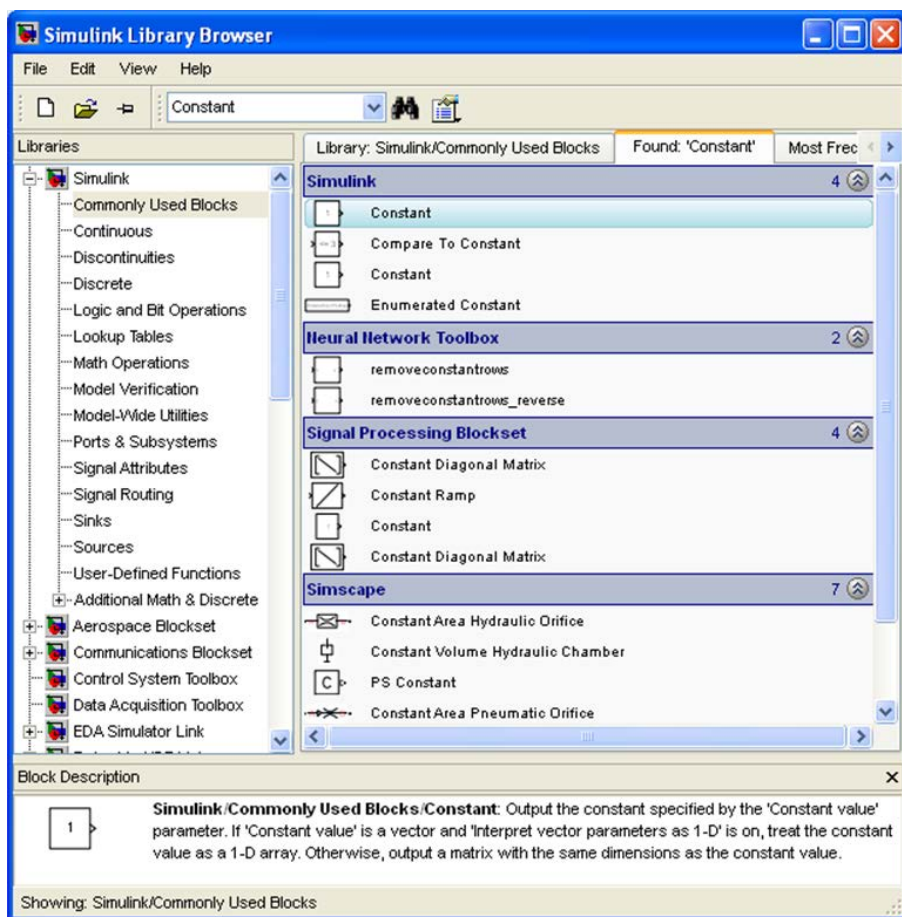 Simulink Library Browser
File Edit View Help
Constant
Libraries
Simulink
Commonly Used Blocks
Continuous
Discontinuities
Discrete
Logic and Bit Operations
Lookup Tables
Math Operations
Model Verification
Model-Wide Utilities
Ports & Subsystems
Signal Attributes
Signal Routing
Sinks
Sources
User-Defined Functions
Additional Math & Discrete
Aerospace Blockset
Communications Blockset
Control System Toolbox
Data Acquisition Toolbox
EDA Simulator Link
Library: Simulink/Commonly Used Blocks
Found: 'Constant'
Most Frec
Simulink 4
1 Constant
Compare To Constant
1 Constant
Enumerated Constant
Neural Network Toolbox 2
removeconstantrows
removeconstantrows_reverse
Signal Processing Blockset 4
Constant Diagonal Matrix
Constant Ramp
1 Constant
Constant Diagonal Matrix
Simscape 7
Constant Area Hydraulic Orifice
Constant Volume Hydraulic Chamber
C PS Constant
Constant Area Pneumatic Orifice
Block Description
1
Simulink/Commonly Used Blocks/Constant: Output the constant specified by the 'Constant value'
parameter. If 'Constant value' is a vector and 'Interpret vector parameters as 1-D' is on, treat the constant
value as a 1-D array. Otherwise, output a matrix with the same dimensions as the constant value.
Showing: Simulink/Commonly Used Blocks